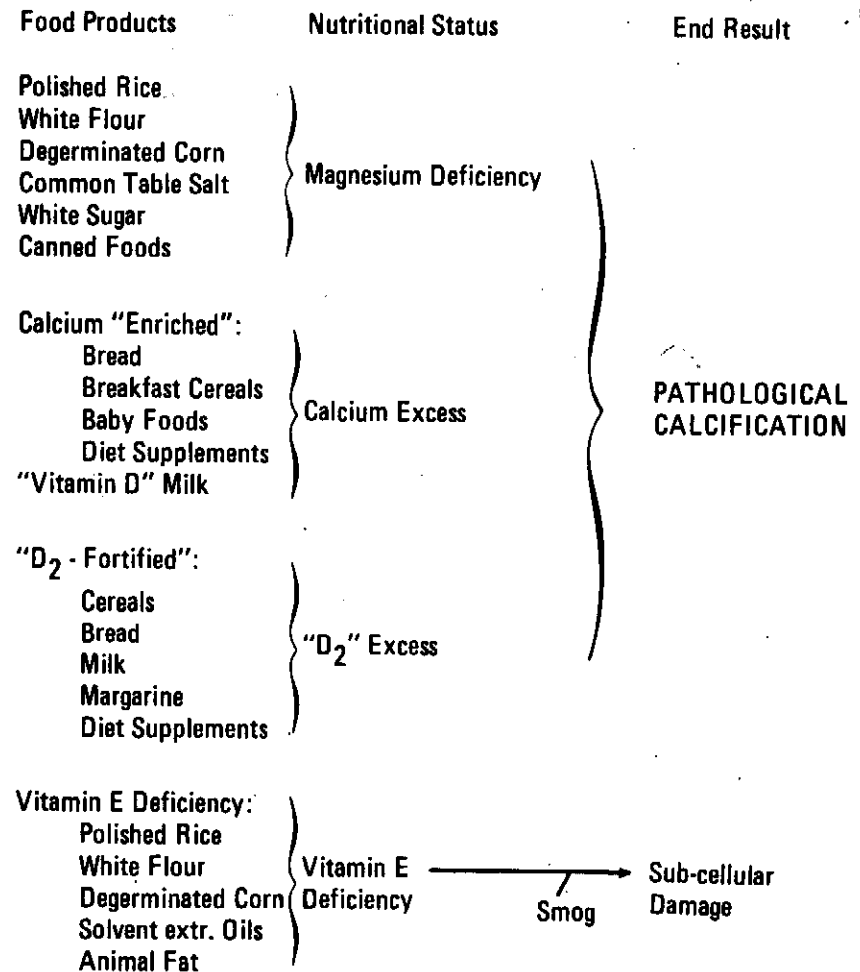 Food Products Nutritional Status End Result
Polished Rice
White Flour
Degerminated Corn
Common Table Salt
White Sugar
Canned Foods
Magnesium Deficiency
Calcium "Enriched":
Bread
Breakfast Cereals
Baby Foods
Diet Supplements
"Vitamin D" Milk
Calcium Excess
"D₂ - Fortified":
Cereals
Bread
Milk
Margarine
Diet Supplements
"D₂" Excess
PATHOLOGICAL
CALCIFICATION
Vitamin E Deficiency:
Polished Rice
White Flour
Degerminated Corn
Solvent extr. Oils
Animal Fat
Vitamin E
Deficiency
Smog
Sub-cellular
Damage